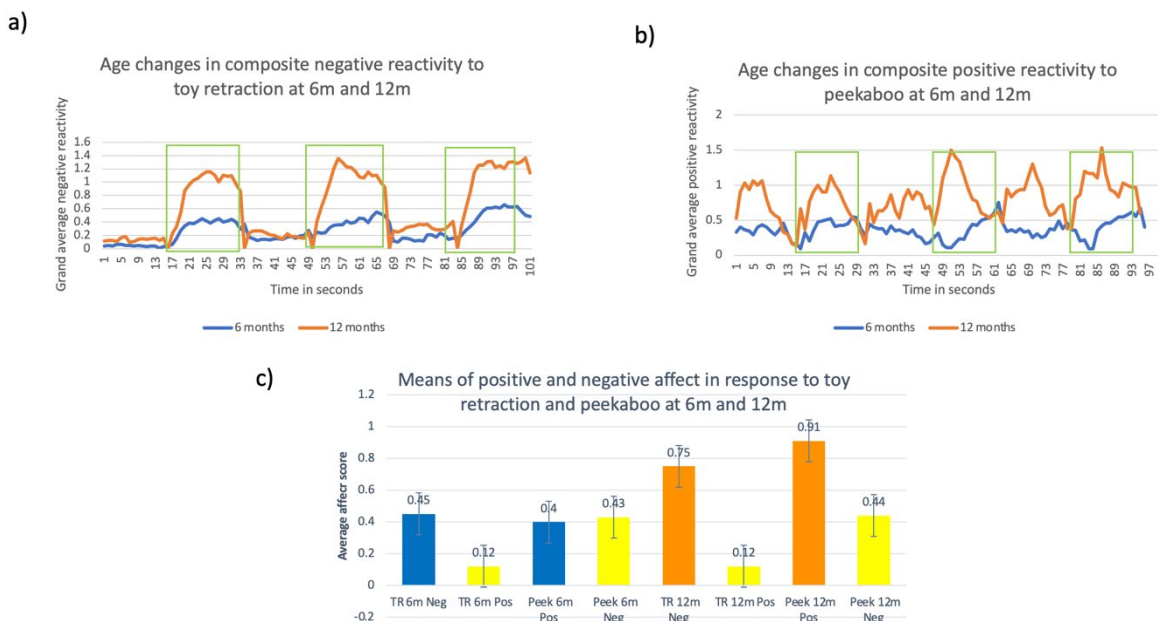 a)
Age changes in composite negative reactivity to
toy retraction at 6m and 12m
Grand average negative reactivity
1.6
1.4
1.2
1
0.8
0.6
0.4
0.2
0
1 5 9 13 17 21 25 29 33 37 41 45 49 53 57 61 65 69 73 77 81 85 89 93 97 101
Time in seconds
6 months 12 months
b)
Age changes in composite positive reactivity to
peekaboo at 6m and 12m
Grand average positive reactivity
2
1.5
1
0.5
0
1 5 9 13 17 21 25 29 33 37 41 45 49 53 57 61 65 69 73 77 81 85 89 93 97
Time in seconds
6 months 12 months
c)
Means of positive and negative affect in response to toy
retraction and peekaboo at 6m and 12m
Average affecr score
1.2
1
0.8
0.6
0.4
0.2
0
-0.2
0.45
0.12
0.4
0.43
0.75
0.12
0.91
0.44
TR 6m Neg TR 6m Pos Peek 6m Peek 6m TR 12m TR 12m Pos Peek 12m Peek 12m
Pos Neg Neg Pos Neg